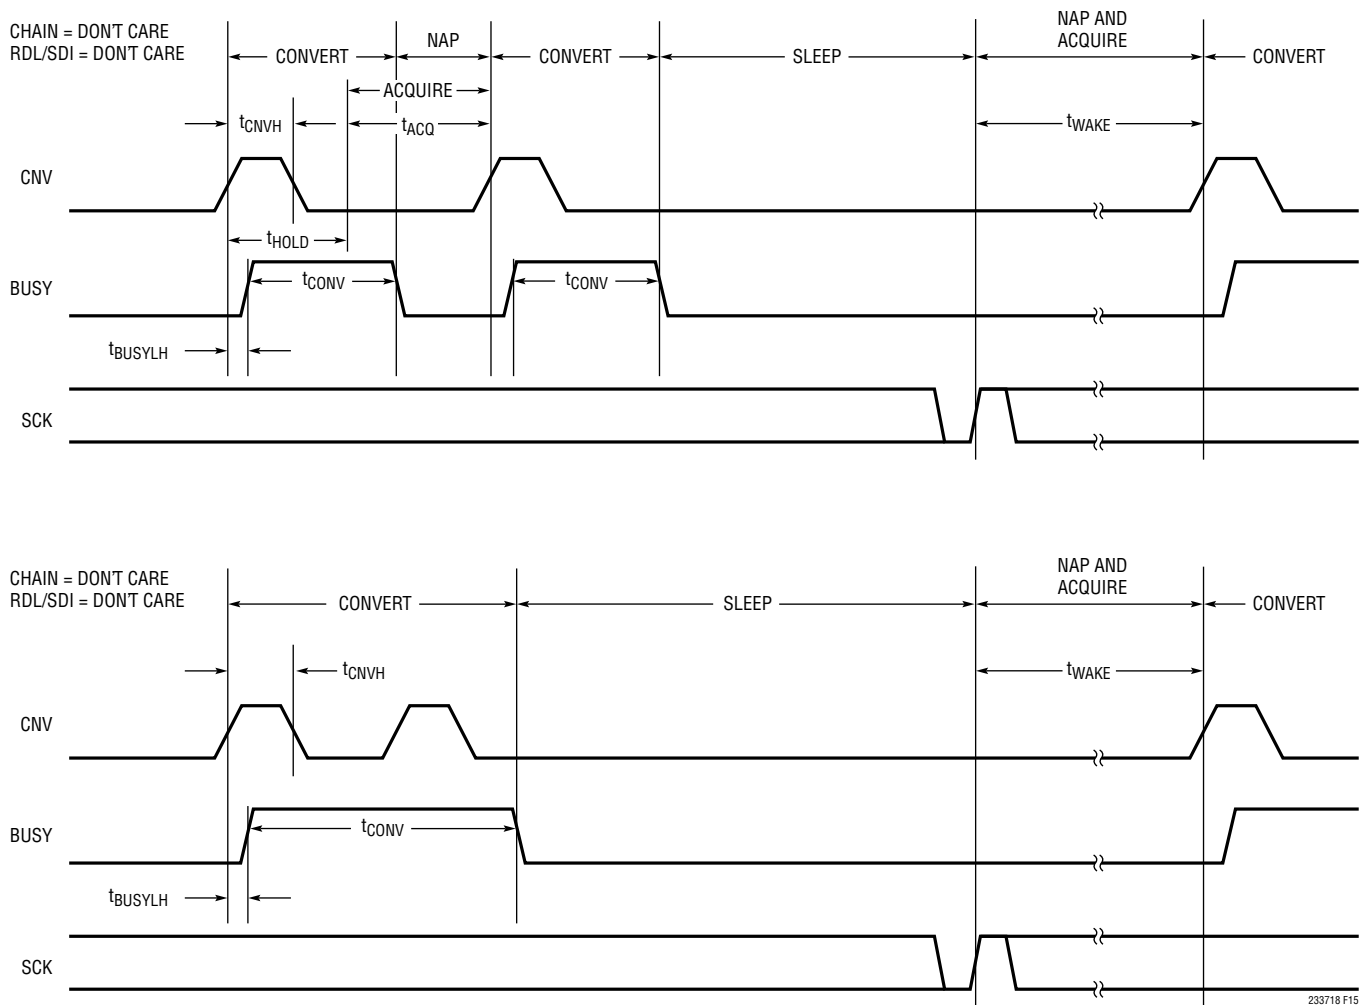 CHAIN = DON'T CARE
RDL/SDI = DON'T CARE
NAP AND
ACQUIRE
CONVERT
NAP
CONVERT
SLEEP
CONVERT
ACQUIRE
tCNVH
tACQ
tWAKE
CNV
tHOLD
BUSY
tCONV
tCONV
tBUSYLH
SCK
CHAIN = DON'T CARE
RDL/SDI = DON'T CARE
NAP AND
ACQUIRE
CONVERT
SLEEP
CONVERT
tCNVH
tWAKE
CNV
BUSY
tCONV
tBUSYLH
SCK
233718 F15